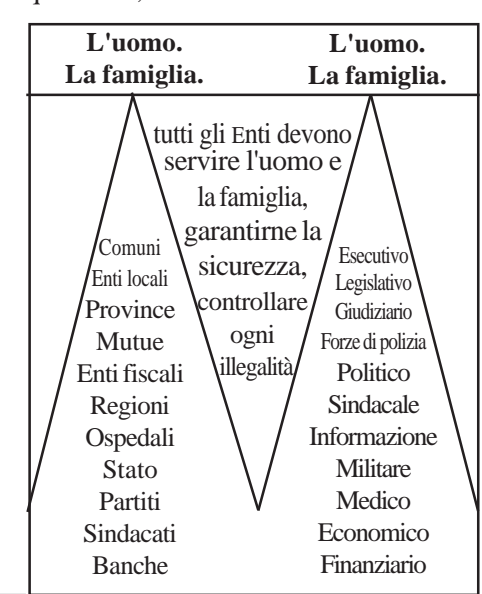 L'uomo.
La famiglia.
L'uomo.
La famiglia.
tutti gli Enti devono
servire l'uomo e
la famiglia,
garantirne la
sicurezza,
controllare
ogni
illegalità
Comuni
Enti locali
Province
Mutue
Enti fiscali
Regioni
Ospedali
Stato
Partiti
Sindacati
Banche
Esecutivo
Legislativo
Giudiziario
Forze di polizia
Politico
Sindacale
Informazione
Militare
Medico
Economico
Finanziario